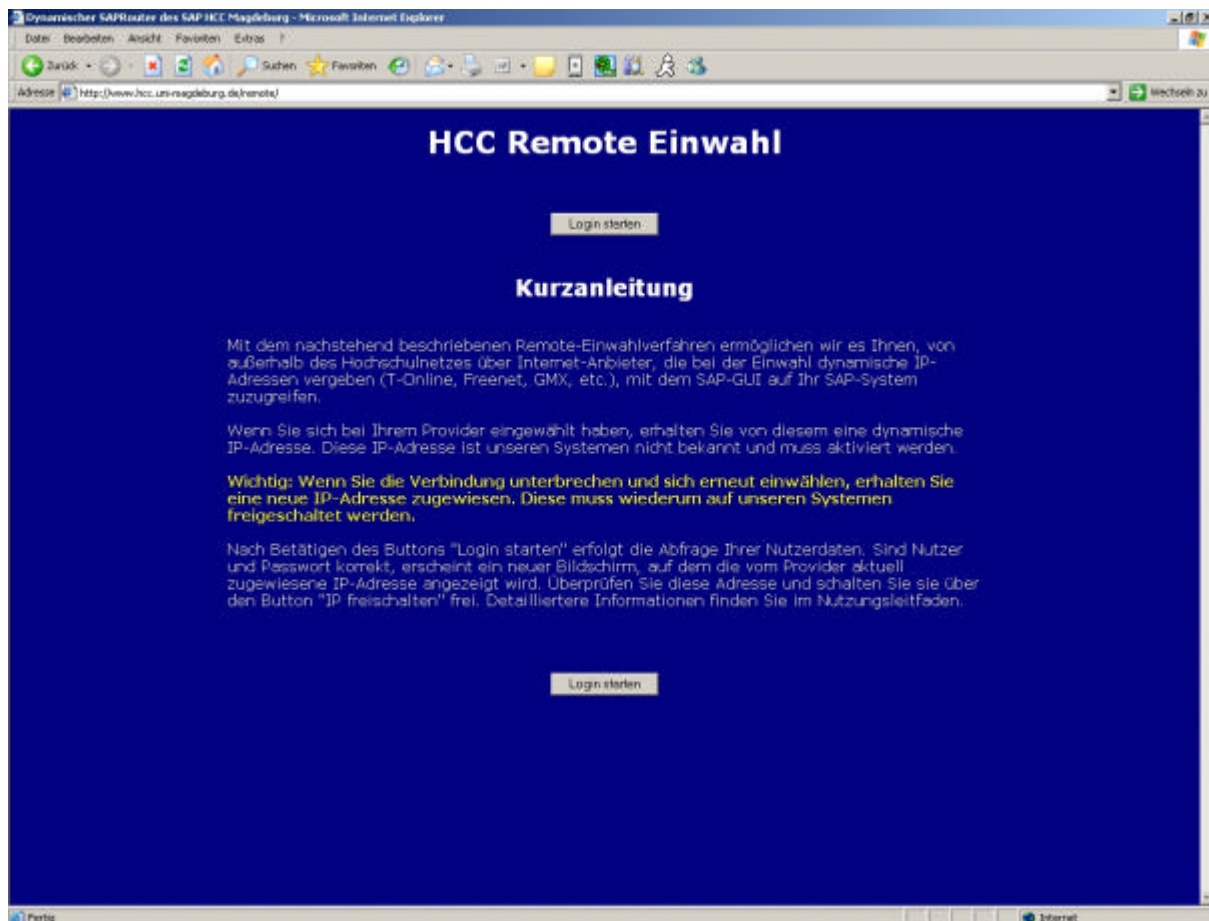 Dynamischer SAPRouter des SAP HCC Magdeburg - Microsoft Internet Explorer
Datei Bearbeiten Ansicht Favoriten Extras ?
Zurück Suchen Favoriten
Adresse http://www.hcc.uni-magdeburg.de/remote/ Wechseln zu
HCC Remote Einwahl
Login starten
Kurzanleitung
Mit dem nachstehend beschriebenen Remote-Einwahlverfahren ermöglichen wir es Ihnen, von
außerhalb des Hochschulnetzes über Internet-Anbieter, die bei der Einwahl dynamische IP-
Adressen vergeben (T-Online, Freenet, GMX, etc.), mit dem SAP-GUI auf Ihr SAP-System
zuzugreifen.
Wenn Sie sich bei Ihrem Provider eingewählt haben, erhalten Sie von diesem eine dynamische
IP-Adresse. Diese IP-Adresse ist unseren Systemen nicht bekannt und muss aktiviert werden.
Wichtig: Wenn Sie die Verbindung unterbrechen und sich erneut einwählen, erhalten Sie
eine neue IP-Adresse zugewiesen. Diese muss wiederum auf unseren Systemen
freigeschaltet werden.
Nach Betätigen des Buttons "Login starten" erfolgt die Abfrage Ihrer Nutzerdaten. Sind Nutzer
und Passwort korrekt, erscheint ein neuer Bildschirm, auf dem die vom Provider aktuell
zugewiesene IP-Adresse angezeigt wird. Überprüfen Sie diese Adresse und schalten Sie sie über
den Button "IP freischalten" frei. Detailliertere Informationen finden Sie im Nutzungsleitfaden.
Login starten
Fertig Internet